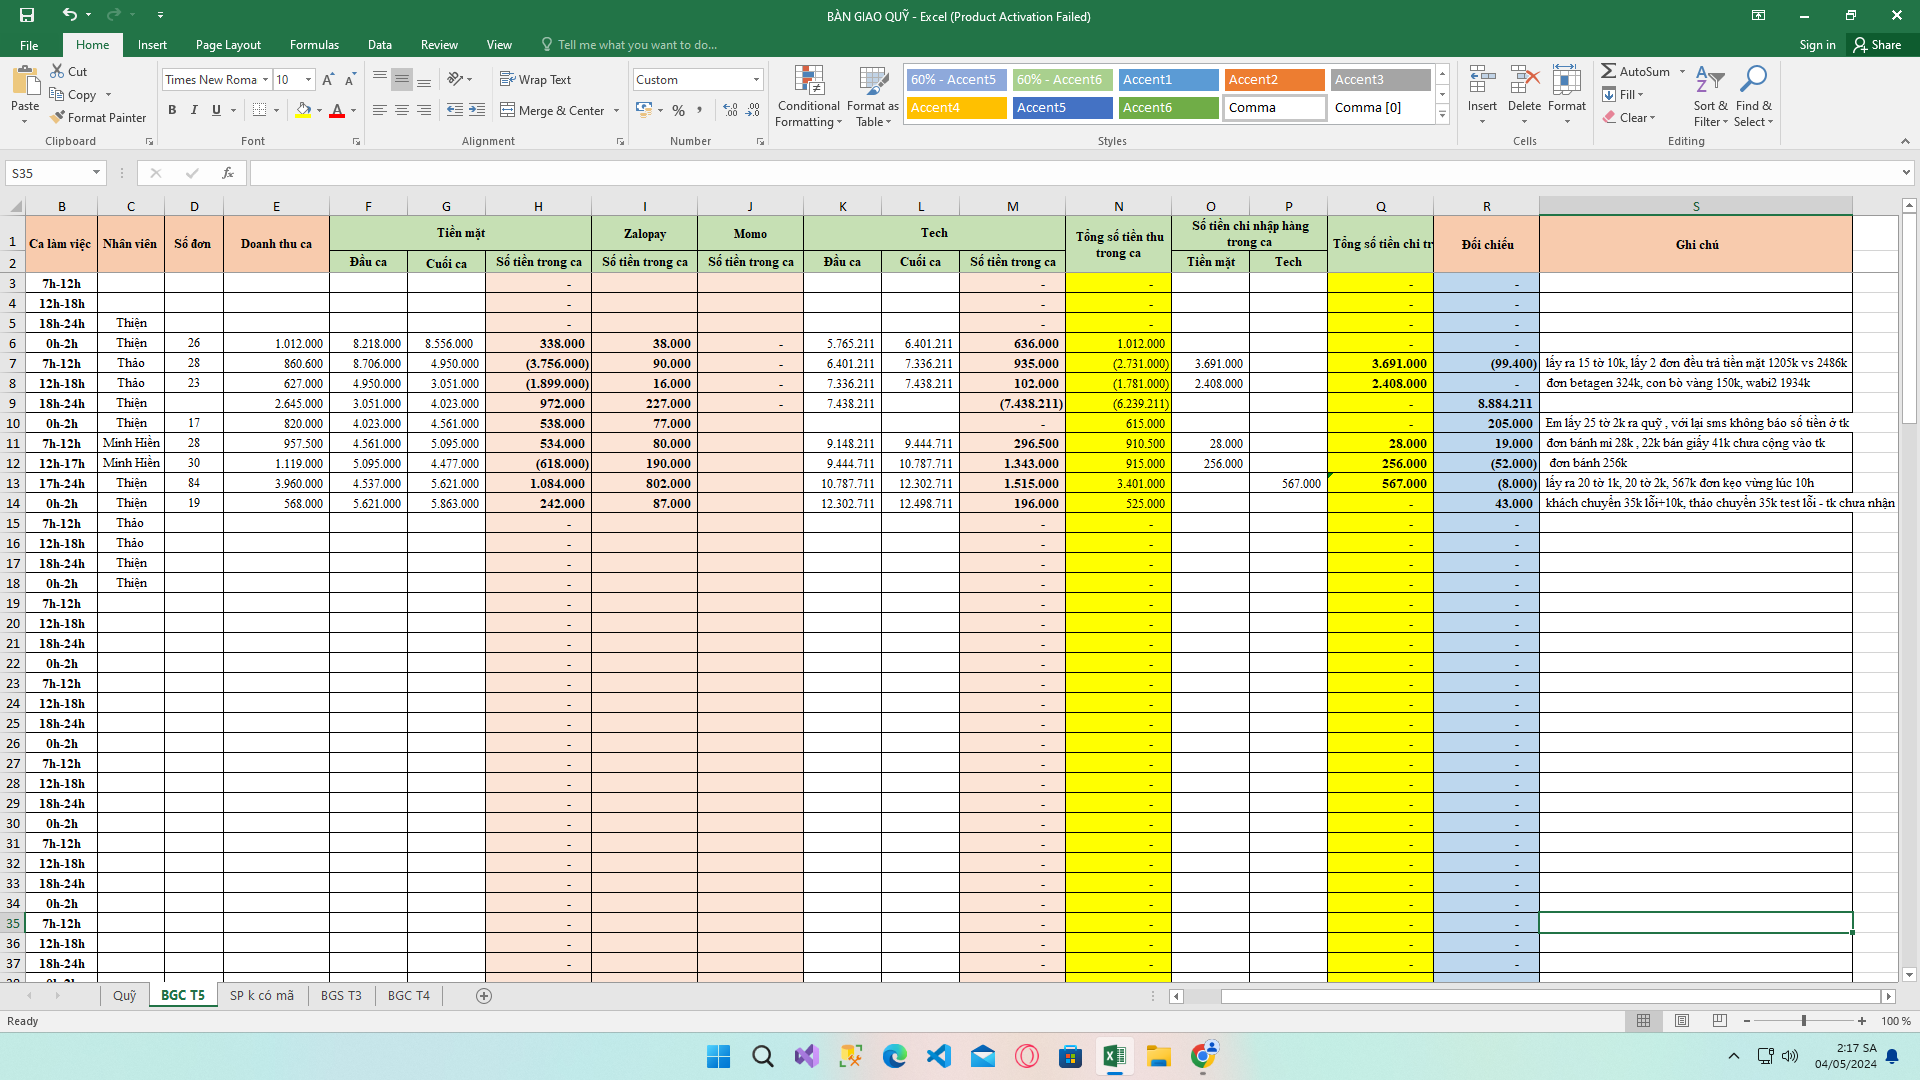 BÀN GIAO QUỸ - Excel (Product Activation Failed)
File Home Insert Page Layout Formulas Data Review View Tell me what you want to do... Sign in Share
Paste
Cut
Copy
Format Painter
Clipboard
Times New Roma 10
B I U
Font
Wrap Text
Merge & Center
Alignment
Custom
Number
Conditional Formatting
Format as Table
60% - Accent5 60% - Accent6 Accent1 Accent2 Accent3
Accent4 Accent5 Accent6 Comma Comma [0]
Styles
Insert Delete Format
Cells
AutoSum
Fill
Clear
Sort & Filter
Find & Select
Editing
S35 fx
B C D E F G H I J K L M N O P Q R S
1 Ca làm việc Nhân viên Số đơn Doanh thu ca Tiền mặt Zalopay Momo Tech Tổng số tiền thu trong ca Số tiền chi nhập hàng trong ca Tổng số tiền chi tr Đối chiếu Ghi chú
2 Đầu ca Cuối ca Số tiền trong ca Số tiền trong ca Số tiền trong ca Đầu ca Cuối ca Số tiền trong ca Tiền mặt Tech
3 7h-12h - - - - -
4 12h-18h - - - - -
5 18h-24h Thiện - - - - -
6 0h-2h Thiện 26 1.012.000 8.218.000 8.556.000 338.000 38.000 - 5.765.211 6.401.211 636.000 1.012.000 - -
7 7h-12h Thảo 28 860.600 8.706.000 4.950.000 (3.756.000) 90.000 - 6.401.211 7.336.211 935.000 (2.731.000) 3.691.000 3.691.000 (99.400) lấy ra 15 tờ 10k, lấy 2 đơn đều trả tiền mặt 1205k vs 2486k
8 12h-18h Thảo 23 627.000 4.950.000 3.051.000 (1.899.000) 16.000 - 7.336.211 7.438.211 102.000 (1.781.000) 2.408.000 2.408.000 - đơn betagen 324k, con bò vàng 150k, wabi2 1934k
9 18h-24h Thiện 2.645.000 3.051.000 4.023.000 972.000 227.000 - 7.438.211 (7.438.211) (6.239.211) - 8.884.211
10 0h-2h Thiện 17 820.000 4.023.000 4.561.000 538.000 77.000 - 615.000 - 205.000 Em lấy 25 tờ 2k ra quỹ , với lại sms không báo số tiền ở tk
11 7h-12h Minh Hiền 28 957.500 4.561.000 5.095.000 534.000 80.000 9.148.211 9.444.711 296.500 910.500 28.000 28.000 19.000 đơn bánh mì 28k , 22k bán giấy 41k chưa cộng vào tk
12 12h-17h Minh Hiền 30 1.119.000 5.095.000 4.477.000 (618.000) 190.000 9.444.711 10.787.711 1.343.000 915.000 256.000 256.000 (52.000) đơn bánh 256k
13 17h-24h Thiện 84 3.960.000 4.537.000 5.621.000 1.084.000 802.000 10.787.711 12.302.711 1.515.000 3.401.000 567.000 567.000 (8.000) lấy ra 20 tờ 1k, 20 tờ 2k, 567k đơn kẹo vừng lúc 10h
14 0h-2h Thiện 19 568.000 5.621.000 5.863.000 242.000 87.000 12.302.711 12.498.711 196.000 525.000 - 43.000 khách chuyển 35k lỗi+10k, thảo chuyển 35k test lỗi - tk chưa nhận
15 7h-12h Thảo - - - - -
16 12h-18h Thảo - - - - -
17 18h-24h Thiện - - - - -
18 0h-2h Thiện - - - - -
19 7h-12h - - - - -
20 12h-18h - - - - -
21 18h-24h - - - - -
22 0h-2h - - - - -
23 7h-12h - - - - -
24 12h-18h - - - - -
25 18h-24h - - - - -
26 0h-2h - - - - -
27 7h-12h - - - - -
28 12h-18h - - - - -
29 18h-24h - - - - -
30 0h-2h - - - - -
31 7h-12h - - - - -
32 12h-18h - - - - -
33 18h-24h - - - - -
34 0h-2h - - - - -
35 7h-12h - - - - -
36 12h-18h - - - - -
37 18h-24h - - - - -
Quỹ BGC T5 SP k có mã BGS T3 BGC T4
Ready 100 %
2:17 SA
04/05/2024